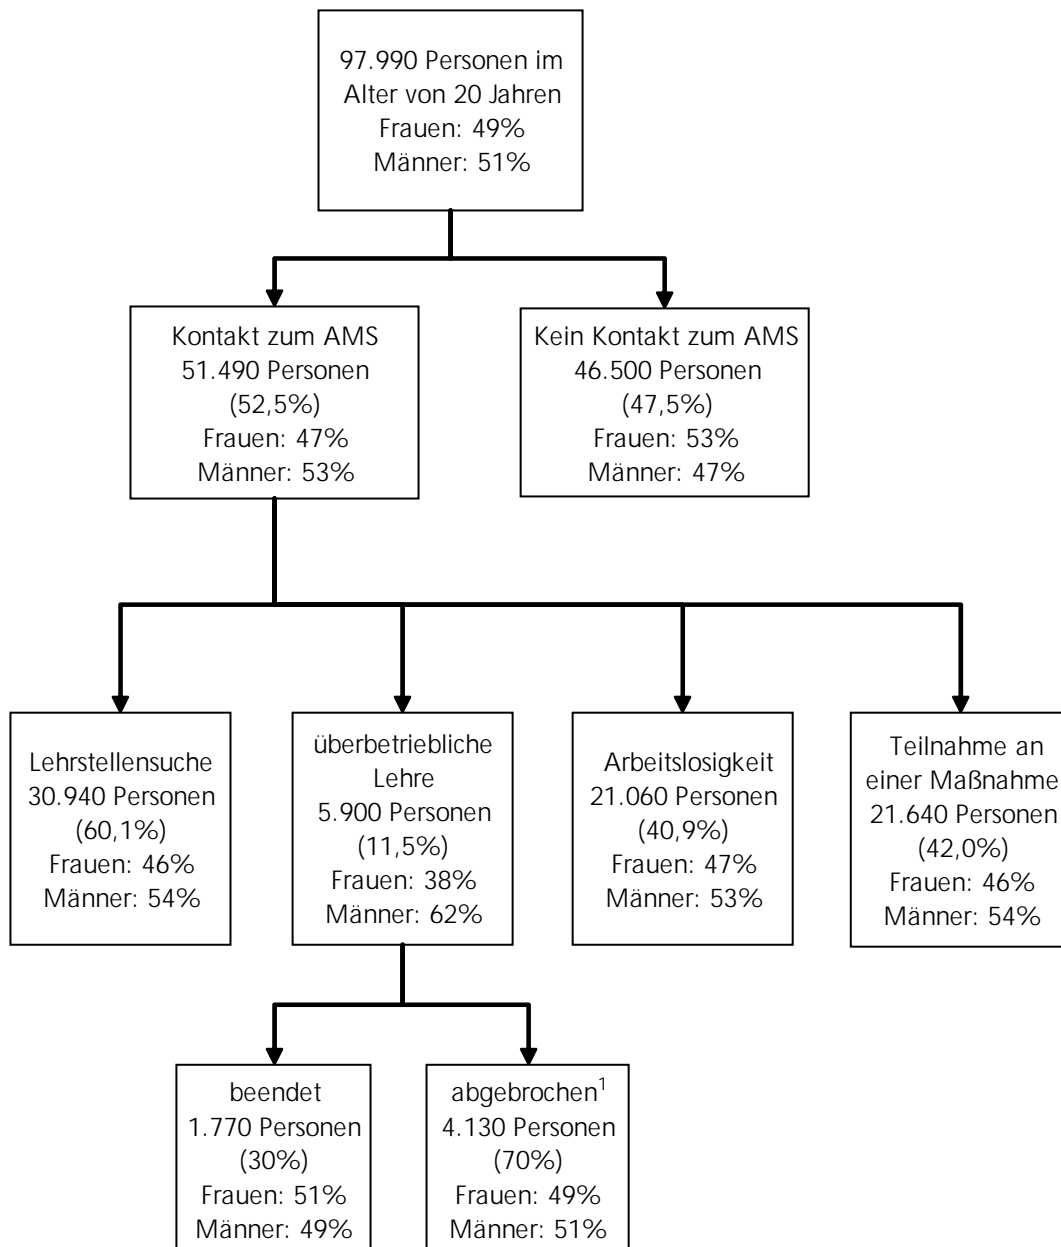 97.990 Personen im
Alter von 20 Jahren
Frauen: 49%
Männer: 51%
Kontakt zum AMS
51.490 Personen
(52,5%)
Frauen: 47%
Männer: 53%
Kein Kontakt zum AMS
46.500 Personen
(47,5%)
Frauen: 53%
Männer: 47%
Lehrstellensuche
30.940 Personen
(60,1%)
Frauen: 46%
Männer: 54%
überbetriebliche
Lehre
5.900 Personen
(11,5%)
Frauen: 38%
Männer: 62%
Arbeitslosigkeit
21.060 Personen
(40,9%)
Frauen: 47%
Männer: 53%
Teilnahme an
einer Maßnahme
21.640 Personen
(42,0%)
Frauen: 46%
Männer: 54%
beendet
1.770 Personen
(30%)
Frauen: 51%
Männer: 49%
abgebrochen¹
4.130 Personen
(70%)
Frauen: 49%
Männer: 51%